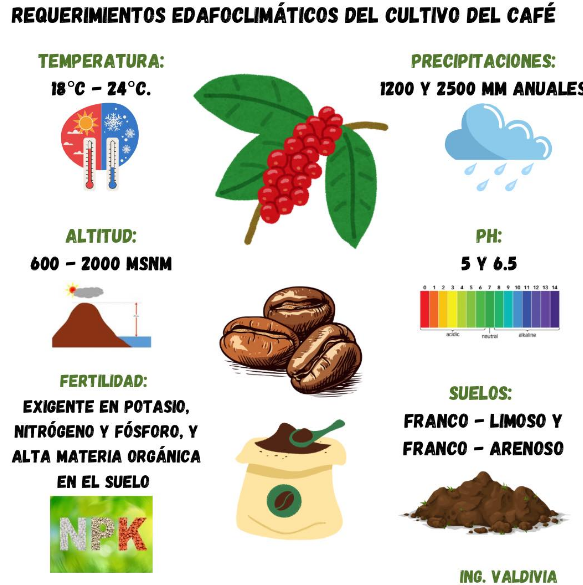 REQUERIMIENTOS EDAFOCLIMÁTICOS DEL CULTIVO DEL CAFÉ
TEMPERATURA:
18°C – 24°C.
PRECIPITACIONES:
1200 Y 2500 MM ANUALES
ALTITUD:
600 – 2000 MSNM
PH:
5 Y 6.5
0 1 2 3 4 5 6 7 8 9 10 11 12 13 14
acidic neutral alkaline
FERTILIDAD:
EXIGENTE EN POTASIO,
NITRÓGENO Y FÓSFORO, Y
ALTA MATERIA ORGÁNICA
EN EL SUELO
NPK
SUELOS:
FRANCO – LIMOSO Y
FRANCO – ARENOSO
ING. VALDIVIA